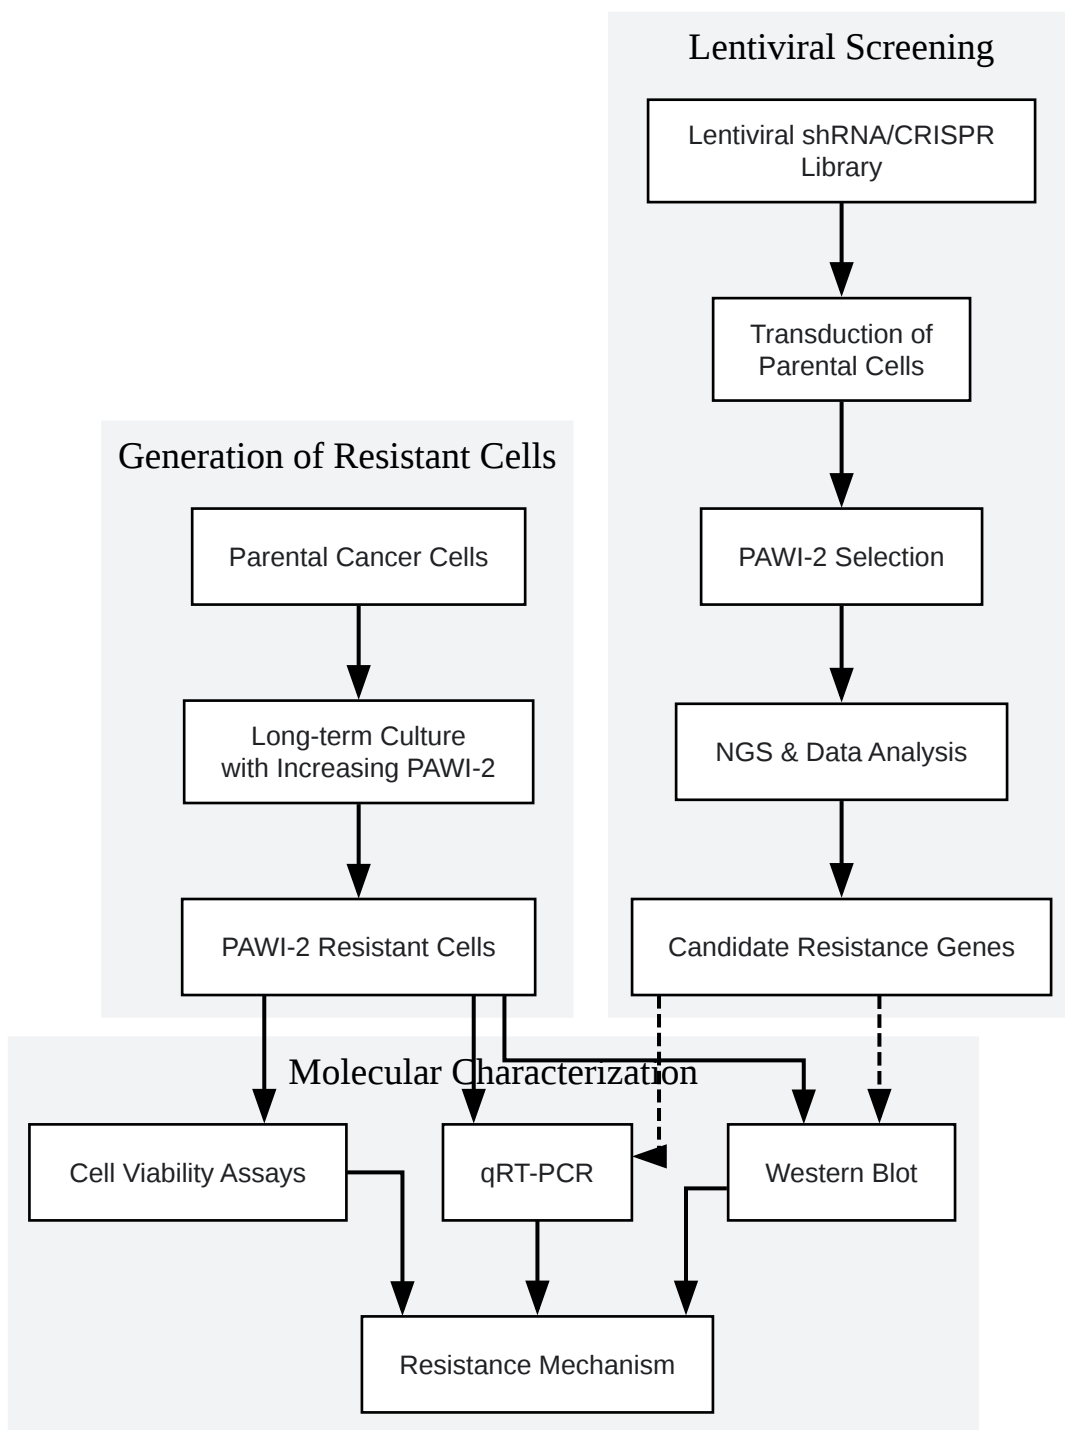 Lentiviral Screening
Lentiviral shRNA/CRISPR
Library
Transduction of
Parental Cells
PAWI-2 Selection
NGS & Data Analysis
Candidate Resistance Genes
Generation of Resistant Cells
Parental Cancer Cells
Long-term Culture
with Increasing PAWI-2
PAWI-2 Resistant Cells
Molecular Characterization
Cell Viability Assays
qRT-PCR
Western Blot
Resistance Mechanism